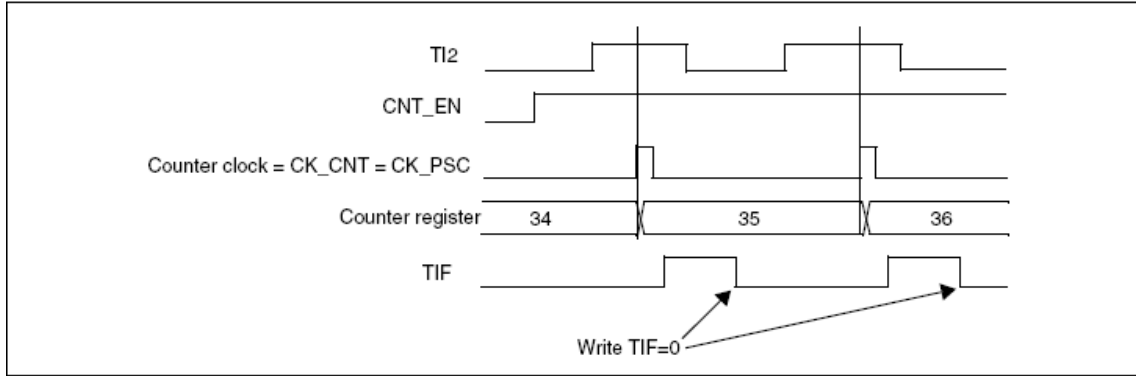 TI2
CNT_EN
Counter clock = CK_CNT = CK_PSC
Counter register 34 35 36
TIF
Write TIF=0